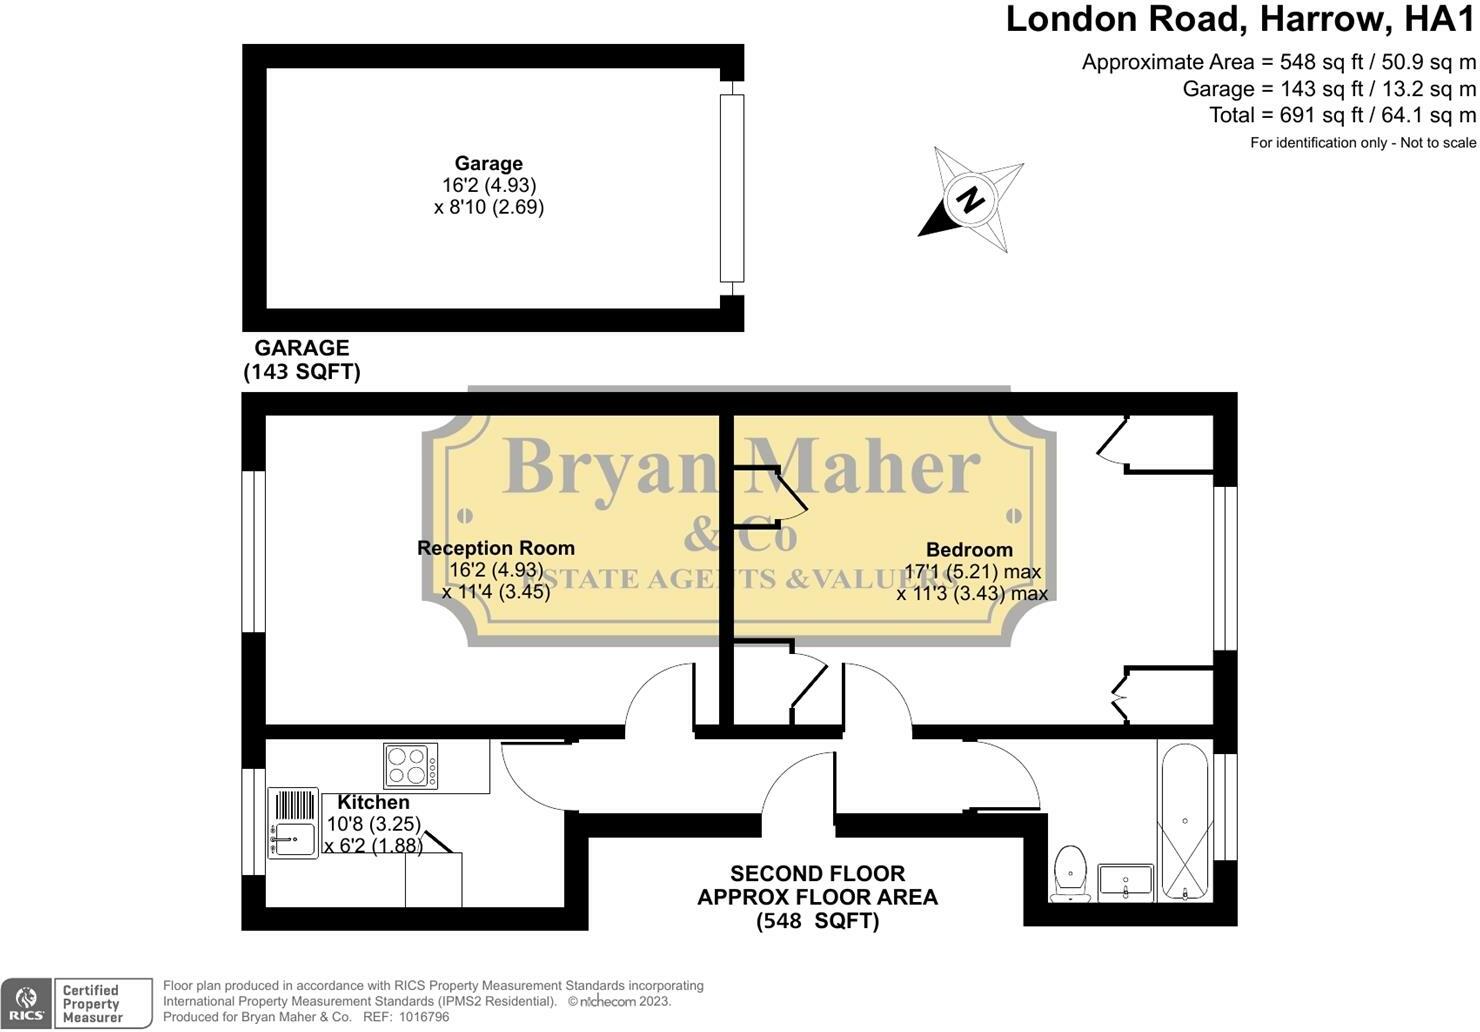 London Road, Harrow, HA1
Approximate Area = 548 sq ft / 50.9 sq m
Garage = 143 sq ft / 13.2 sq m
Total = 691 sq ft / 64.1 sq m
For identification only - Not to scale
N
Garage
16'2 (4.93)
x 8'10 (2.69)
GARAGE
(143 SQFT)
Bryan Maher
& Co
ESTATE AGENTS & VALUERS
Reception Room
16'2 (4.93)
x 11'4 (3.45)
Bedroom
17'1 (5.21) max
x 11'3 (3.43) max
Kitchen
10'8 (3.25)
x 6'2 (1.88)
SECOND FLOOR
APPROX FLOOR AREA
(548 SQFT)
RICS
Certified
Property
Measurer
Floor plan produced in accordance with RICS Property Measurement Standards incorporating
International Property Measurement Standards (IPMS2 Residential). © nichecom 2023.
Produced for Bryan Maher & Co. REF: 1016796